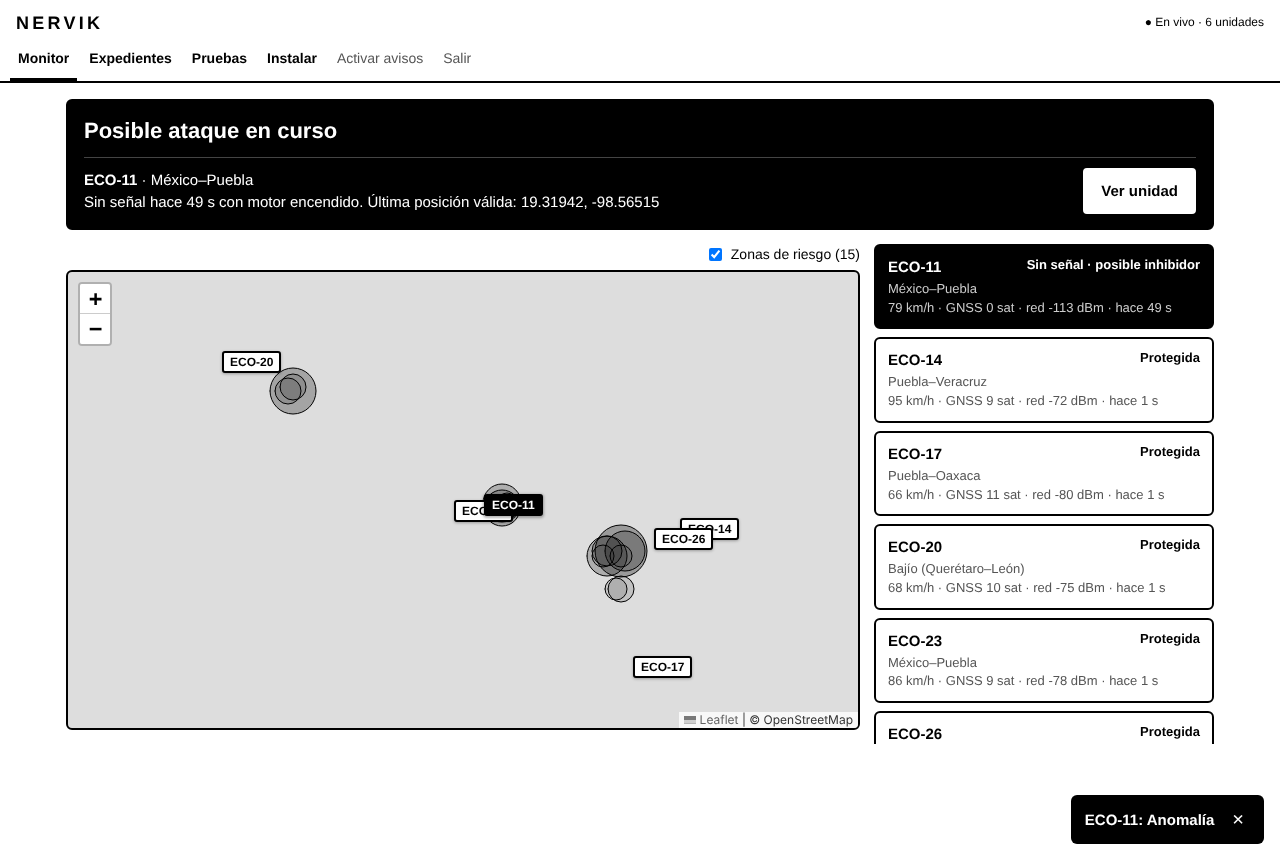 NERVIK
● En vivo · 6 unidades
Monitor Expedientes Pruebas Instalar Activar avisos Salir
Posible ataque en curso
ECO-11 · México–Puebla
Sin señal hace 49 s con motor encendido. Última posición válida: 19.31942, -98.56515
Ver unidad
Zonas de riesgo (15)
+
−
ECO-20
ECO-11
ECO-26
ECO-17
Leaflet | © OpenStreetMap
ECO-11
Sin señal · posible inhibidor
México–Puebla
79 km/h · GNSS 0 sat · red -113 dBm · hace 49 s
ECO-14
Protegida
Puebla–Veracruz
95 km/h · GNSS 9 sat · red -72 dBm · hace 1 s
ECO-17
Protegida
Puebla–Oaxaca
66 km/h · GNSS 11 sat · red -80 dBm · hace 1 s
ECO-20
Protegida
Bajío (Querétaro–León)
68 km/h · GNSS 10 sat · red -75 dBm · hace 1 s
ECO-23
Protegida
México–Puebla
86 km/h · GNSS 9 sat · red -78 dBm · hace 1 s
ECO-26
Protegida
ECO-11: Anomalía ✕